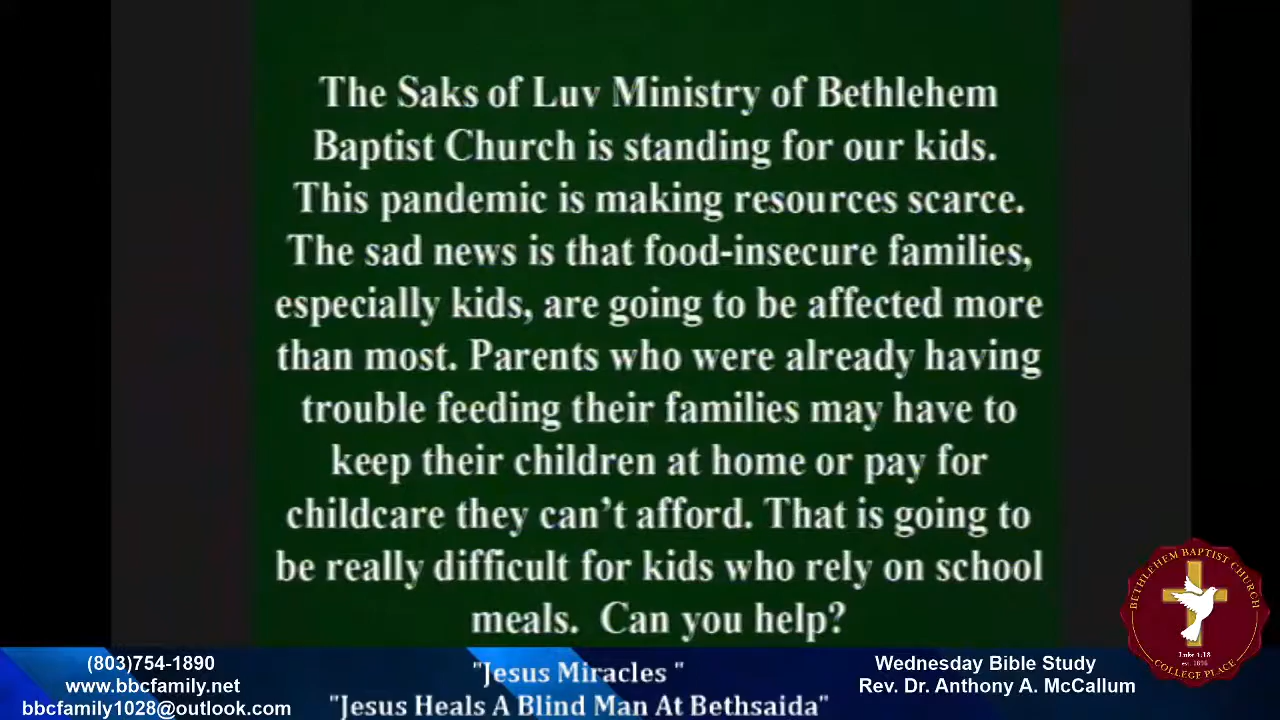 The Saks of Luv Ministry of Bethlehem
Baptist Church is standing for our kids.
This pandemic is making resources scarce.
The sad news is that food-insecure families,
especially kids, are going to be affected more
than most. Parents who were already having
trouble feeding their families may have to
keep their children at home or pay for
childcare they can’t afford. That is going to
be really difficult for kids who rely on school
meals.  Can you help?
BETHLEHEM BAPTIST CHURCH
Luke 4:18
COLLEGE PLACE
(803)754-1890
www.bbcfamily.net
bbcfamily1028@outlook.com
"Jesus Miracles "
"Jesus Heals A Blind Man At Bethsaida"
Wednesday Bible Study
Rev. Dr. Anthony A. McCallum